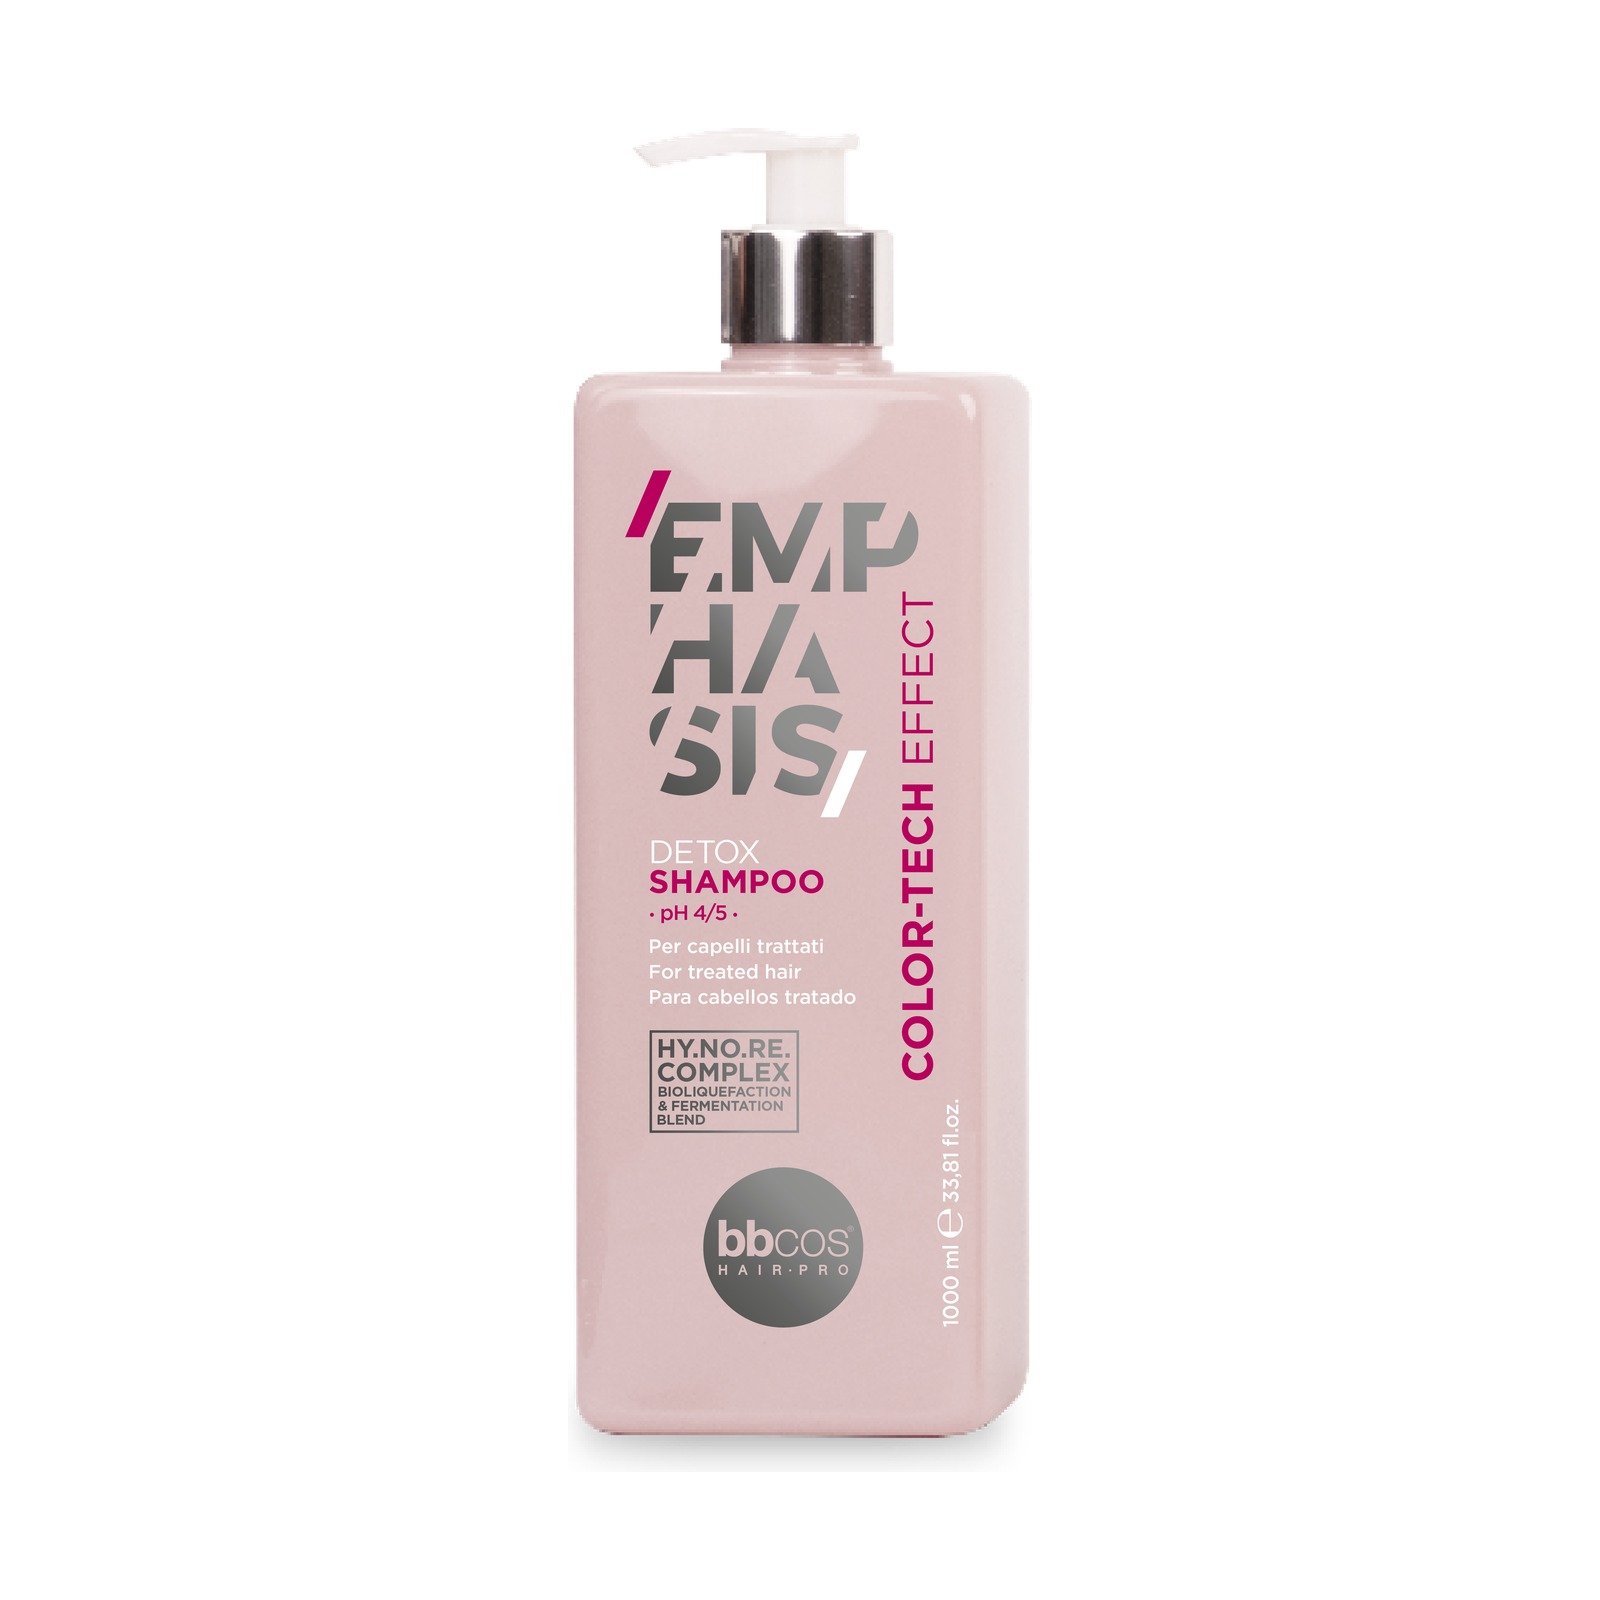 EMP
HA
SIS
DETOX
SHAMPOO
· pH 4/5 ·
Per capelli trattati
For treated hair
Para cabellos tratado
HY.NO.RE.
COMPLEX
BIOLIQUEFACTION
& FERMENTATION
BLEND
bbcos®
HAIR·PRO
COLOR-TECH EFFECT
1000 ml ℮ 33,81 fl.oz.